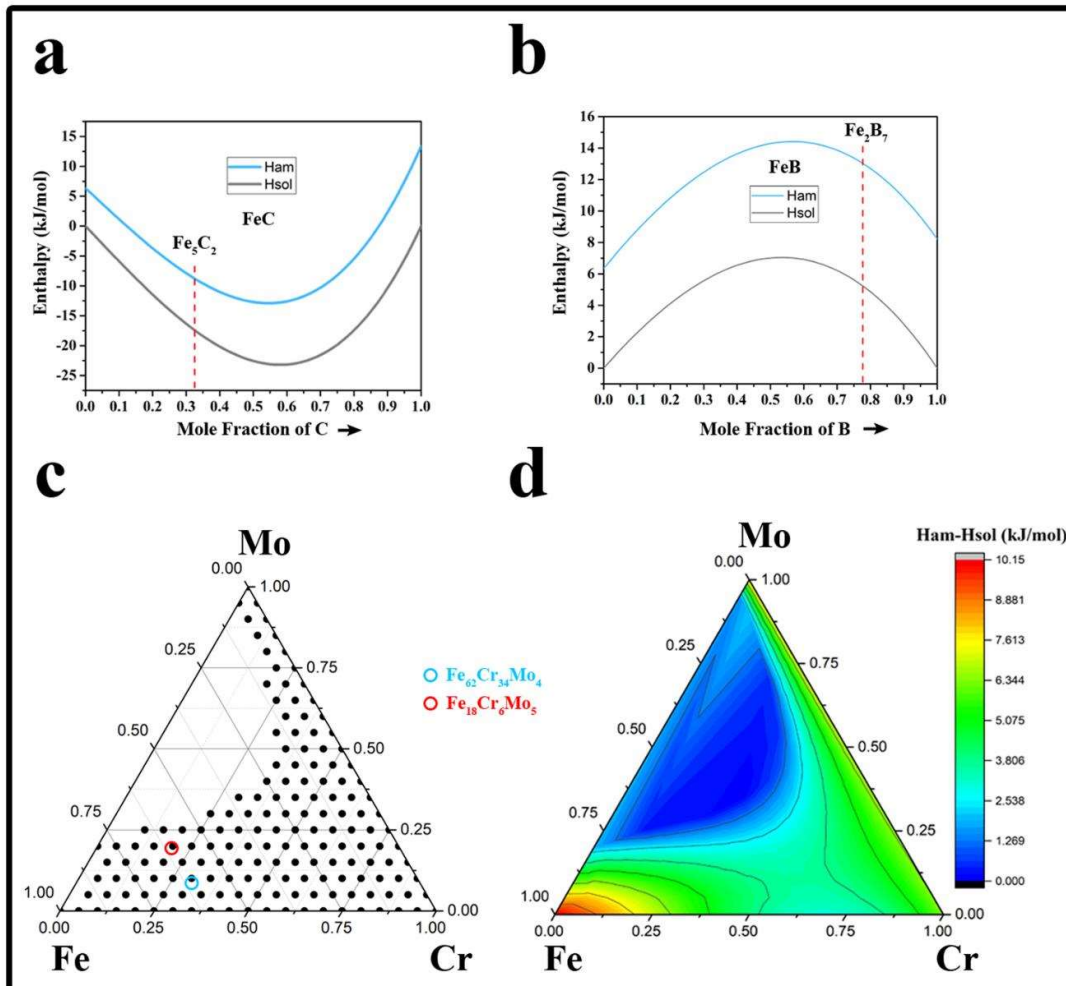 a
15
10
5
0
-5
-10
-15
-20
-25
Enthalpy (kJ/mol)
Ham
Hsol
FeC
Fe₅C₂
0.0 0.1 0.2 0.3 0.4 0.5 0.6 0.7 0.8 0.9 1.0
Mole Fraction of C →
b
16
14
12
10
8
6
4
2
0
Enthalpy (kJ/mol)
Fe₂B₇
FeB
Ham
Hsol
0.0 0.1 0.2 0.3 0.4 0.5 0.6 0.7 0.8 0.9 1.0
Mole Fraction of B →
c
Mo
0.00 1.00
0.25 0.75
0.50 0.50
0.75 0.25
1.00 0.00
0.00 0.25 0.50 0.75 1.00
Fe Cr
Fe₆₂Cr₃₄Mo₄
Fe₁₈Cr₆Mo₅
d
Mo
0.00 1.00
0.25 0.75
0.50 0.50
0.75 0.25
1.00 0.00
0.00 0.25 0.50 0.75 1.00
Fe Cr
Ham-Hsol (kJ/mol)
10.15
8.881
7.613
6.344
5.075
3.806
2.538
1.269
0.000